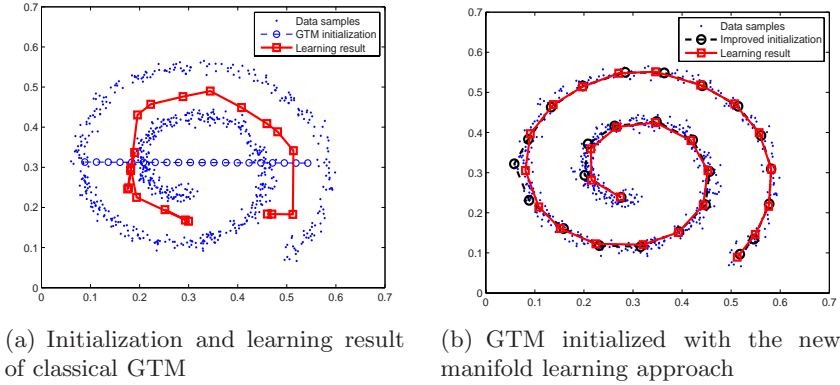 0.7
0.6
0.5
0.4
0.3
0.2
0.1
0
0 0.1 0.2 0.3 0.4 0.5 0.6 0.7
Data samples
GTM initialization
Learning result
(a) Initialization and learning result
of classical GTM
0.7
0.6
0.5
0.4
0.3
0.2
0.1
0
0 0.1 0.2 0.3 0.4 0.5 0.6 0.7
Data samples
Improved initialization
Learning result
(b) GTM initialized with the new
manifold learning approach